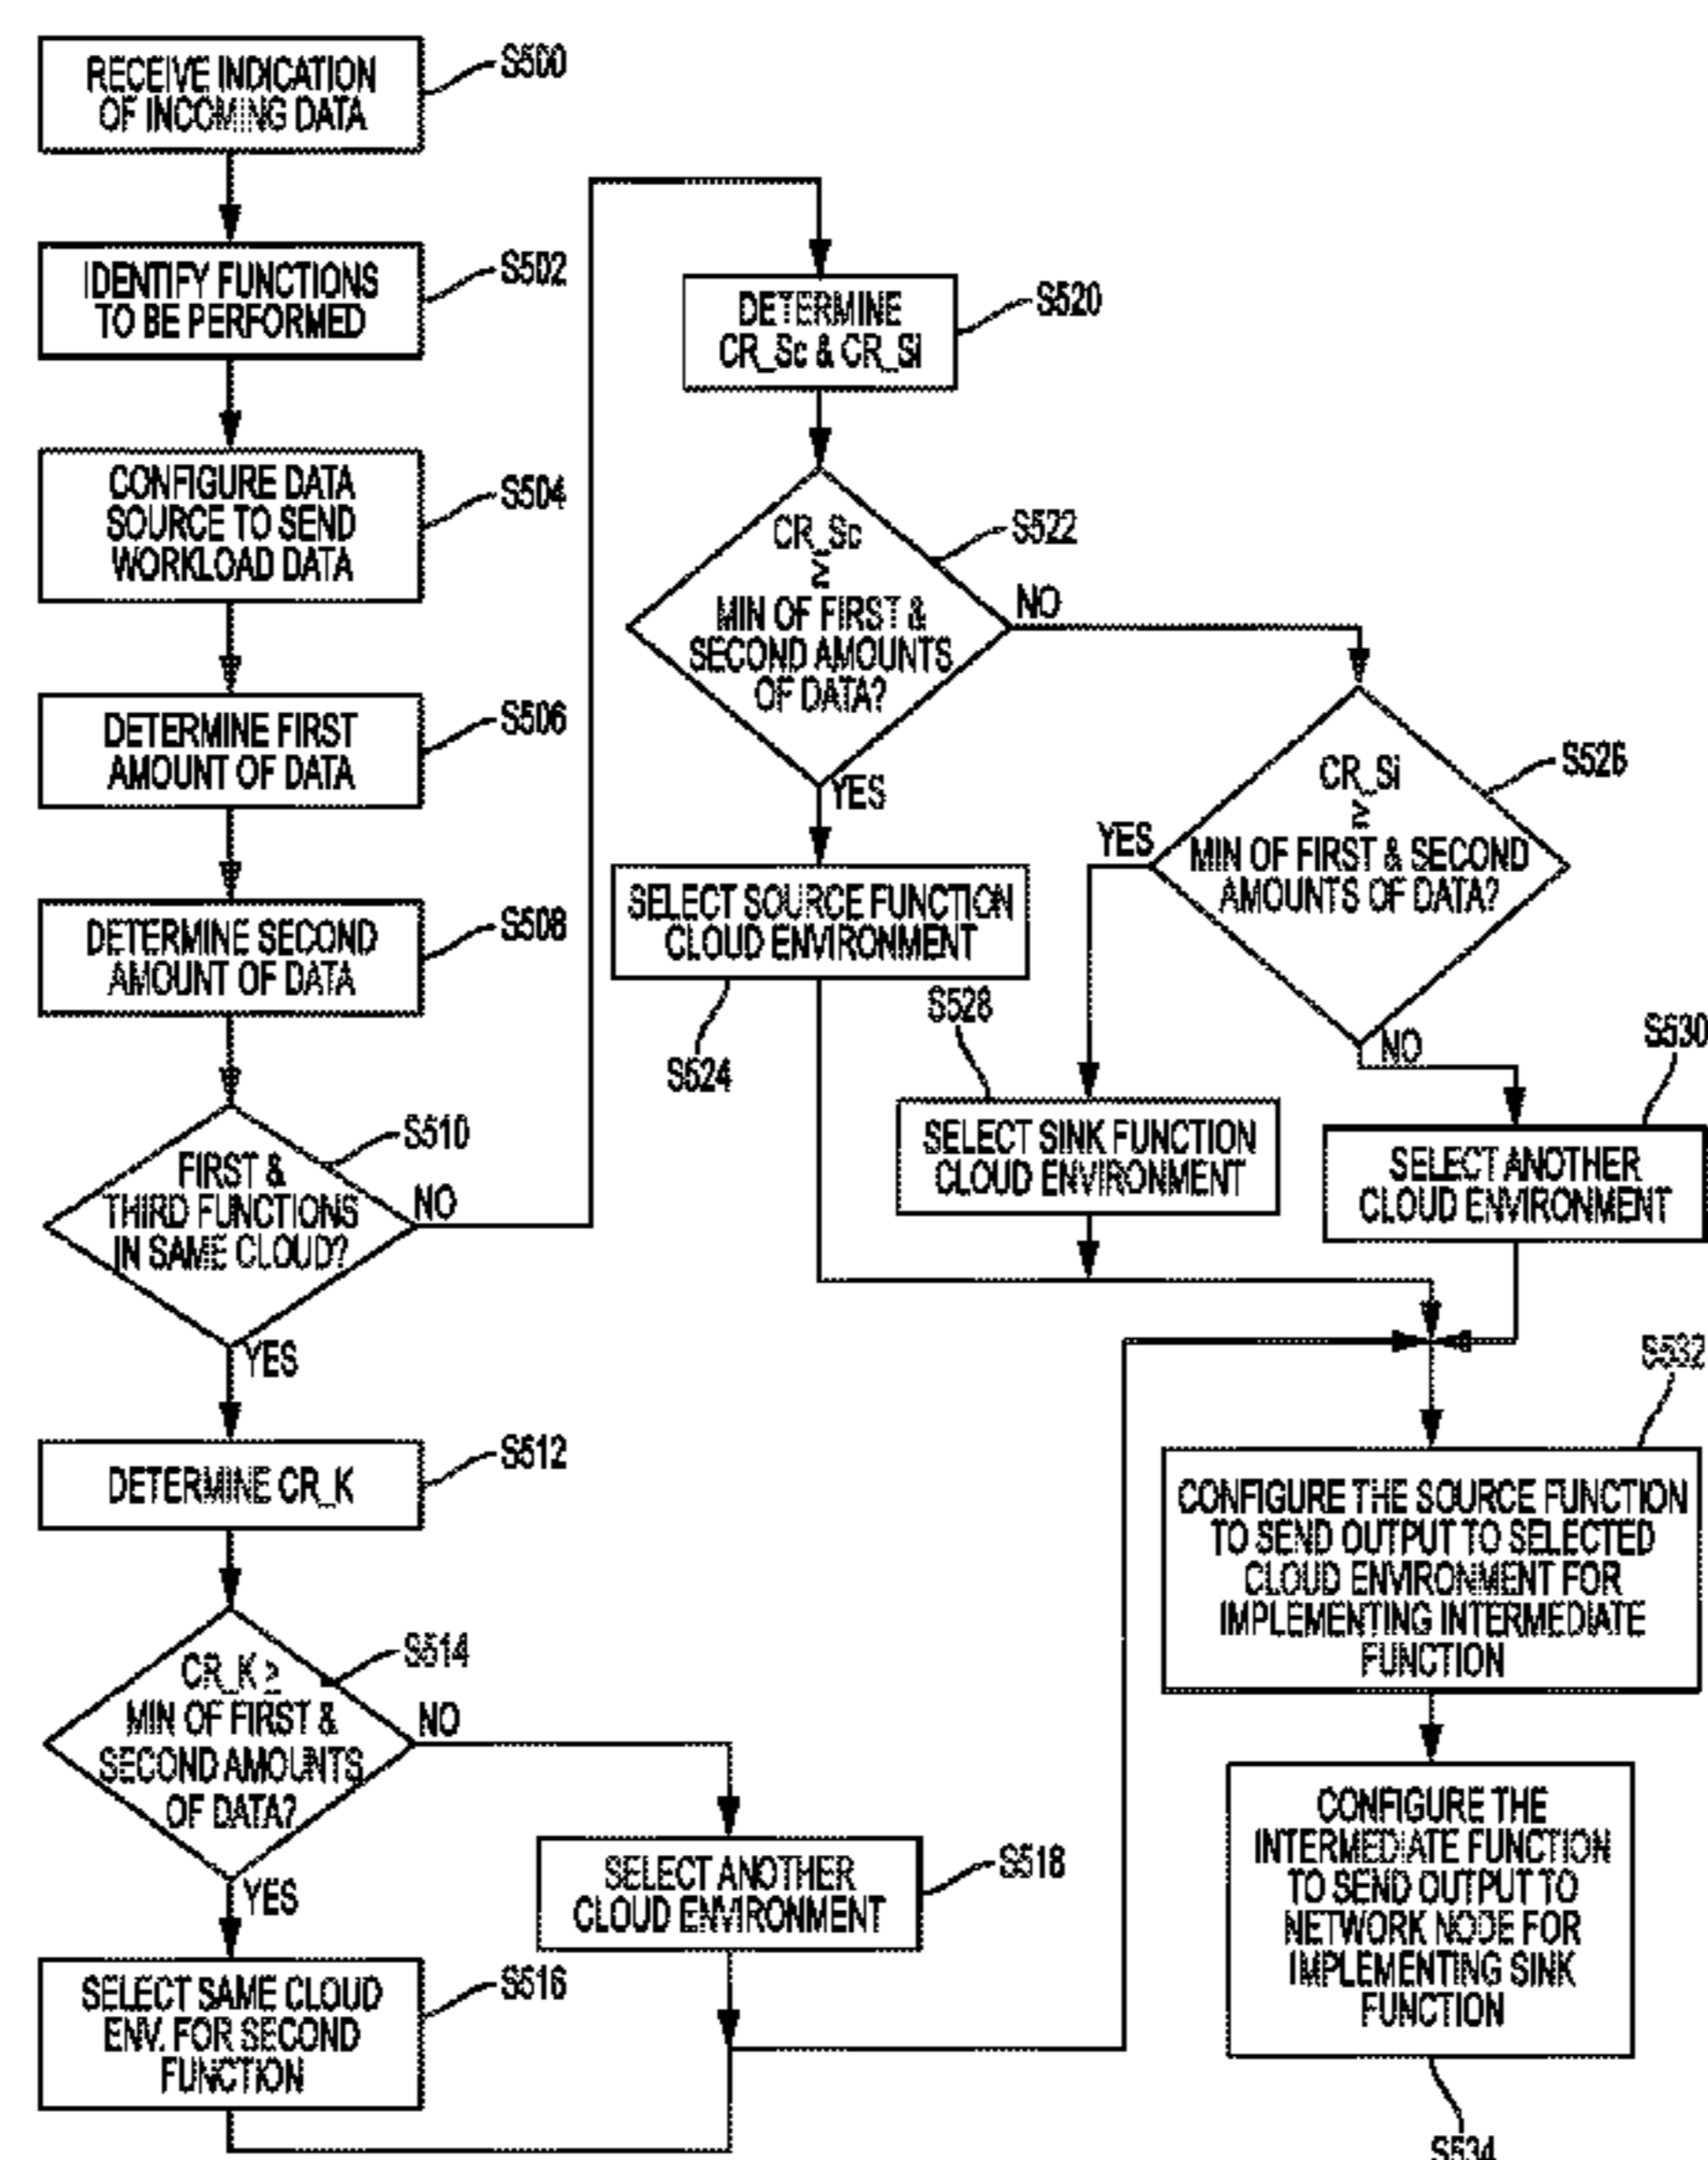 RECEIVE INDICATION
OF INCOMING DATA
S500
IDENTIFY FUNCTIONS
TO BE PERFORMED
S502
CONFIGURE DATA
SOURCE TO SEND
WORKLOAD DATA
S504
DETERMINE FIRST
AMOUNT OF DATA
S506
DETERMINE SECOND
AMOUNT OF DATA
S508
FIRST &
THIRD FUNCTIONS
IN SAME CLOUD?
S510
NO
YES
DETERMINE CR_K
S512
CR_K ≥
MIN OF FIRST &
SECOND AMOUNTS
OF DATA?
S514
NO
YES
SELECT SAME CLOUD
ENV. FOR SECOND
FUNCTION
S516
SELECT ANOTHER
CLOUD ENVIRONMENT
S518
DETERMINE
CR_Sc & CR_Si
S520
CR_Sc
≥
MIN OF FIRST &
SECOND AMOUNTS
OF DATA?
S522
NO
YES
SELECT SOURCE FUNCTION
CLOUD ENVIRONMENT
S524
CR_Si
≥
MIN OF FIRST & SECOND
AMOUNTS OF DATA?
S526
YES
NO
S528
SELECT SINK FUNCTION
CLOUD ENVIRONMENT
S530
SELECT ANOTHER
CLOUD ENVIRONMENT
S532
CONFIGURE THE SOURCE FUNCTION
TO SEND OUTPUT TO SELECTED
CLOUD ENVIRONMENT FOR
IMPLEMENTING INTERMEDIATE
FUNCTION
CONFIGURE THE
INTERMEDIATE FUNCTION
TO SEND OUTPUT TO
NETWORK NODE FOR
IMPLEMENTING SINK
FUNCTION
S534